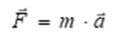 F⃗ = m · a⃗